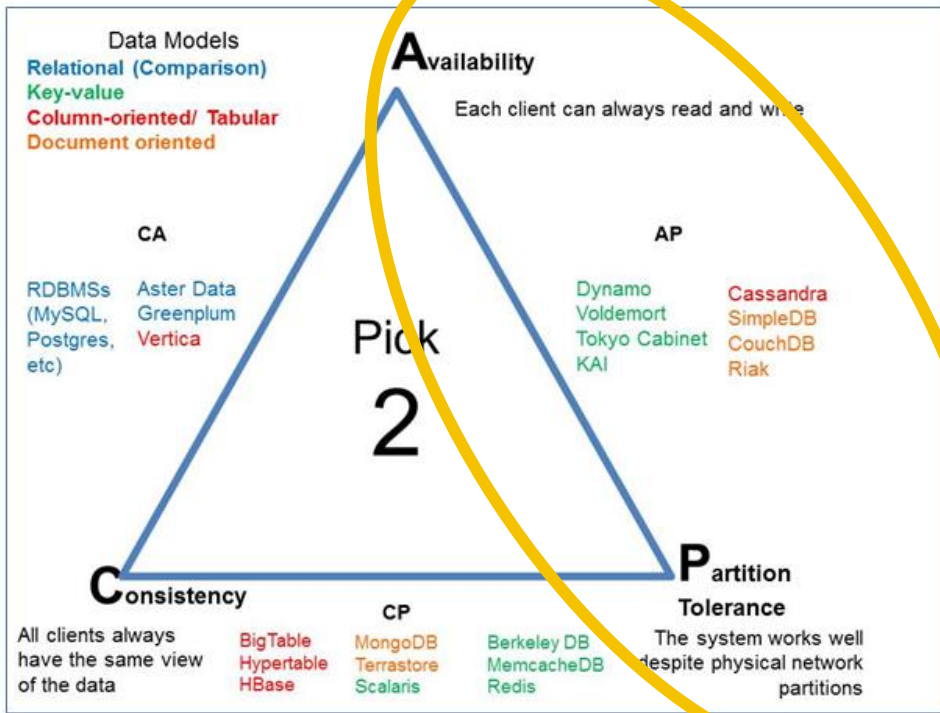 Data Models
Relational (Comparison)
Key-value
Column-oriented/ Tabular
Document oriented
Availability
Each client can always read and write
CA
RDBMSs
(MySQL,
Postgres,
etc)
Aster Data
Greenplum
Vertica
Pick
2
AP
Dynamo
Voldemort
Tokyo Cabinet
KAI
Cassandra
SimpleDB
CouchDB
Riak
Consistency
All clients always
have the same view
of the data
CP
BigTable
Hypertable
HBase
MongoDB
Terrastore
Scalaris
Berkeley DB
MemcacheDB
Redis
Partition
Tolerance
The system works well
despite physical network
partitions